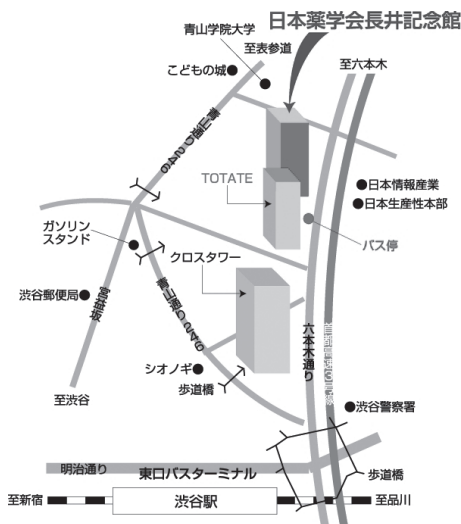 日本薬学会長井記念館
青山学院大学
至表参道
こどもの城
至六本木
青山通り246
TOTATE
日本情報産業
日本生産性本部
バス停
ガソリン
スタンド
クロスタワー
渋谷郵便局
宮益坂
青山通り246
六本木通り
首都高速3号線
シオノギ
歩道橋
至渋谷
渋谷警察署
明治通り
東口バスターミナル
歩道橋
至新宿
渋谷駅
至品川